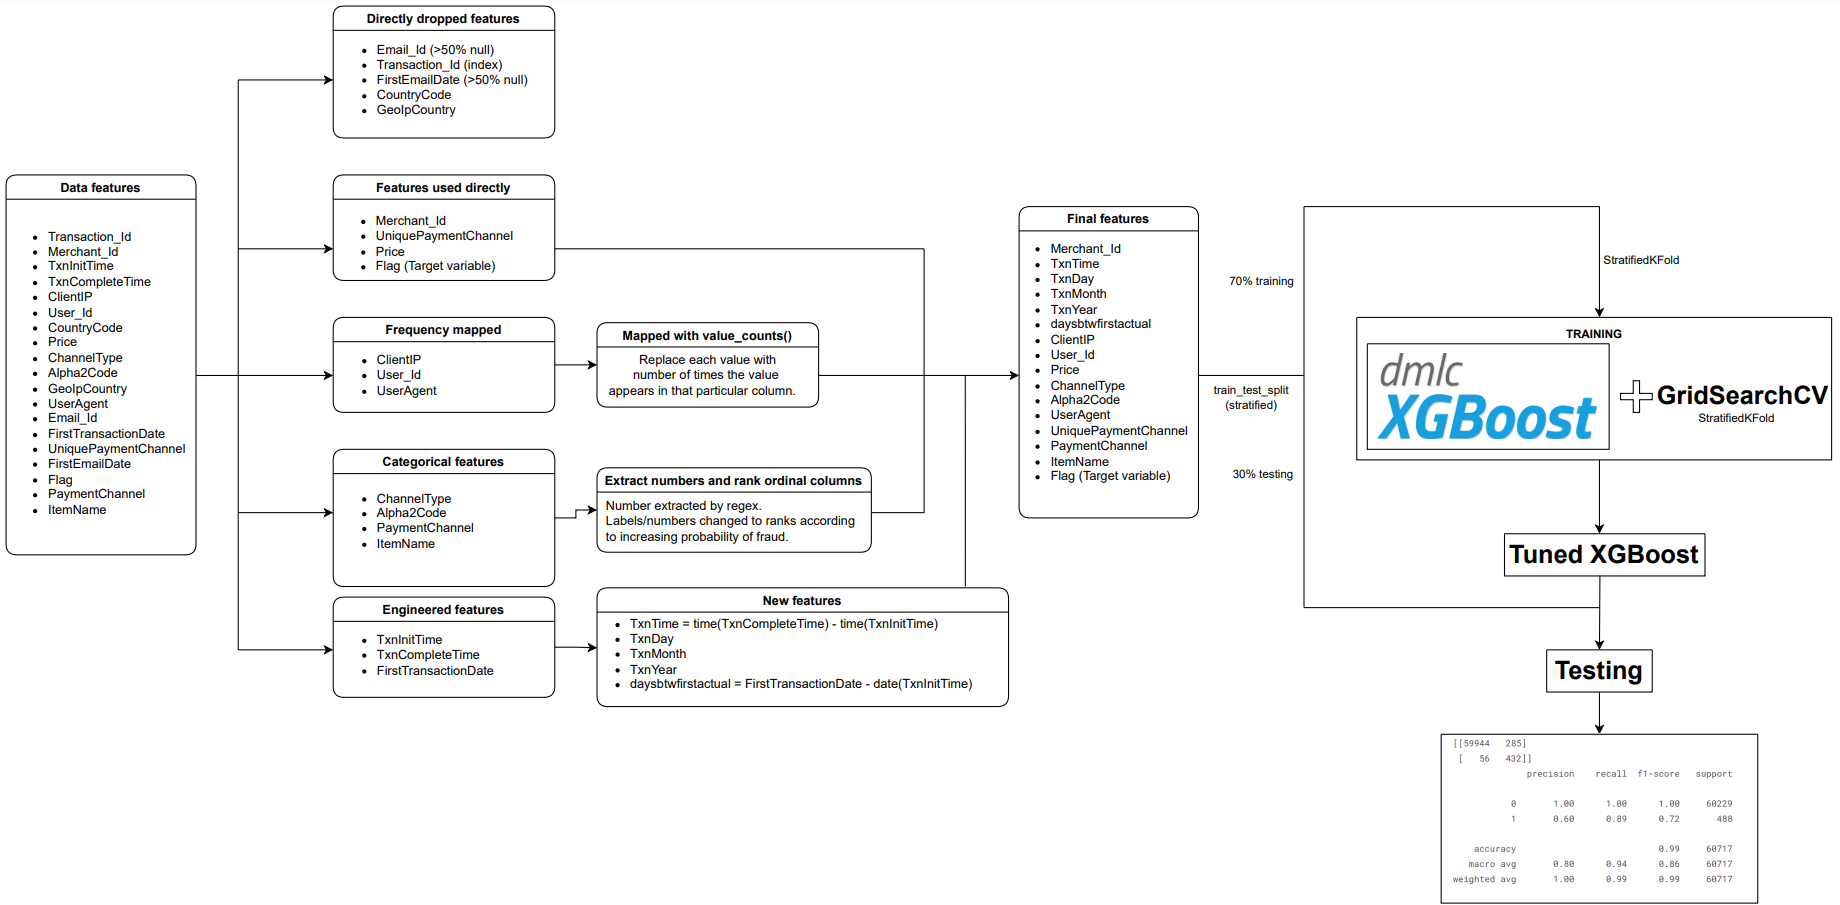 Directly dropped features
Email_Id (>50% null)
Transaction_Id (index)
FirstEmailDate (>50% null)
CountryCode
GeoIpCountry
Data features
Transaction_Id
Merchant_Id
TxnInitTime
TxnCompleteTime
ClientIP
User_Id
CountryCode
Price
ChannelType
Alpha2Code
GeoIpCountry
UserAgent
Email_Id
FirstTransactionDate
UniquePaymentChannel
FirstEmailDate
Flag
PaymentChannel
ItemName
Features used directly
Merchant_Id
UniquePaymentChannel
Price
Flag (Target variable)
Frequency mapped
ClientIP
User_Id
UserAgent
Mapped with value_counts()
Replace each value with
number of times the value
appears in that particular column.
Categorical features
ChannelType
Alpha2Code
PaymentChannel
ItemName
Extract numbers and rank ordinal columns
Number extracted by regex.
Labels/numbers changed to ranks according
to increasing probability of fraud.
Engineered features
TxnInitTime
TxnCompleteTime
FirstTransactionDate
New features
TxnTime = time(TxnCompleteTime) - time(TxnInitTime)
TxnDay
TxnMonth
TxnYear
daysbtwfirstactual = FirstTransactionDate - date(TxnInitTime)
Final features
Merchant_Id
TxnTime
TxnDay
TxnMonth
TxnYear
daysbtwfirstactual
ClientIP
User_Id
Price
ChannelType
Alpha2Code
UserAgent
UniquePaymentChannel
PaymentChannel
ItemName
Flag (Target variable)
70% training
train_test_split
(stratified)
30% testing
StratifiedKFold
TRAINING
dmlc
XGBoost
GridSearchCV
StratifiedKFold
Tuned XGBoost
Testing
[[59944 285]
[ 56 432]]
precision recall f1-score support
0 1.00 1.00 1.00 60229
1 0.60 0.89 0.72 488
accuracy 0.99 60717
macro avg 0.80 0.94 0.86 60717
weighted avg 1.00 0.99 0.99 60717